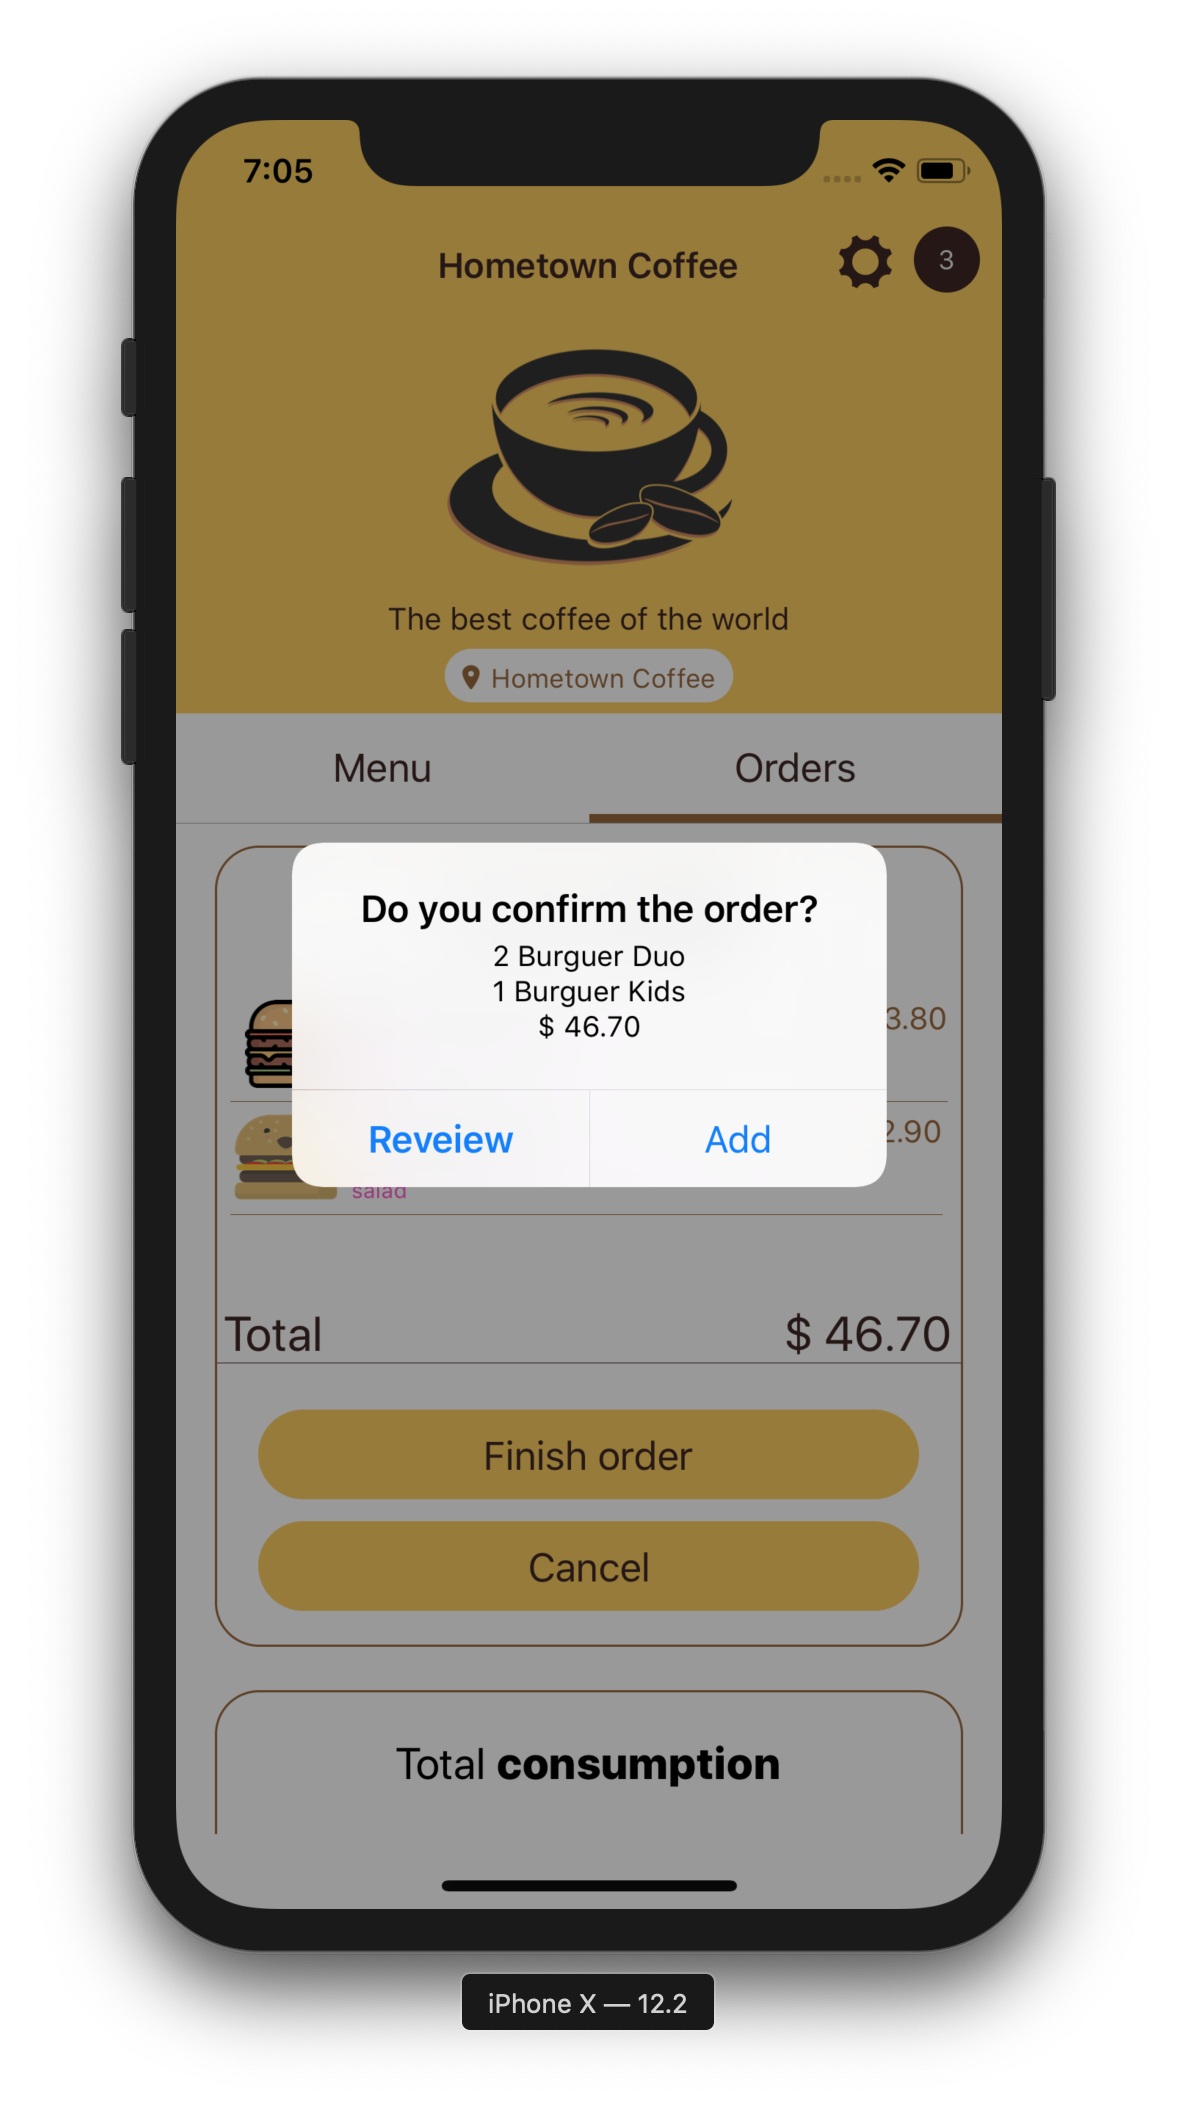 7:05
Hometown Coffee
3
The best coffee of the world
Hometown Coffee
Menu
Orders
Do you confirm the order?
2 Burguer Duo
1 Burguer Kids
$ 46.70
3.80
Reveiew
Add
2.90
salad
Total
$ 46.70
Finish order
Cancel
Total consumption
iPhone X — 12.2